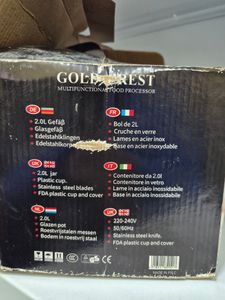 GOLD CREST
MULTIFUNCTIONAL FOOD PROCESSOR
DE
2.0L Gefäß
Glasgefäß
Edelstahlklingen
Edelstahlkorpe
FR
Bol de 2L
Cruche en verre
Lames en acier inox
Base en acier inoxydable
UK
2.0L jar
Plastic cup.
Stainless steel blades
FDA plastic cup and cover
IT
Conteniture da 2.0l
Contenitore in vetro
Lame in acciaio inossidabile
Base in acciaio inossidabile
NL
2.0L
Glazen pot
Roestvrijstalen messen
Bodem in roestvrij staal
UK
220-240V
50/60Hz
Stainless steel knife.
FDA plastic cup and cover
MADE IN P.R.C